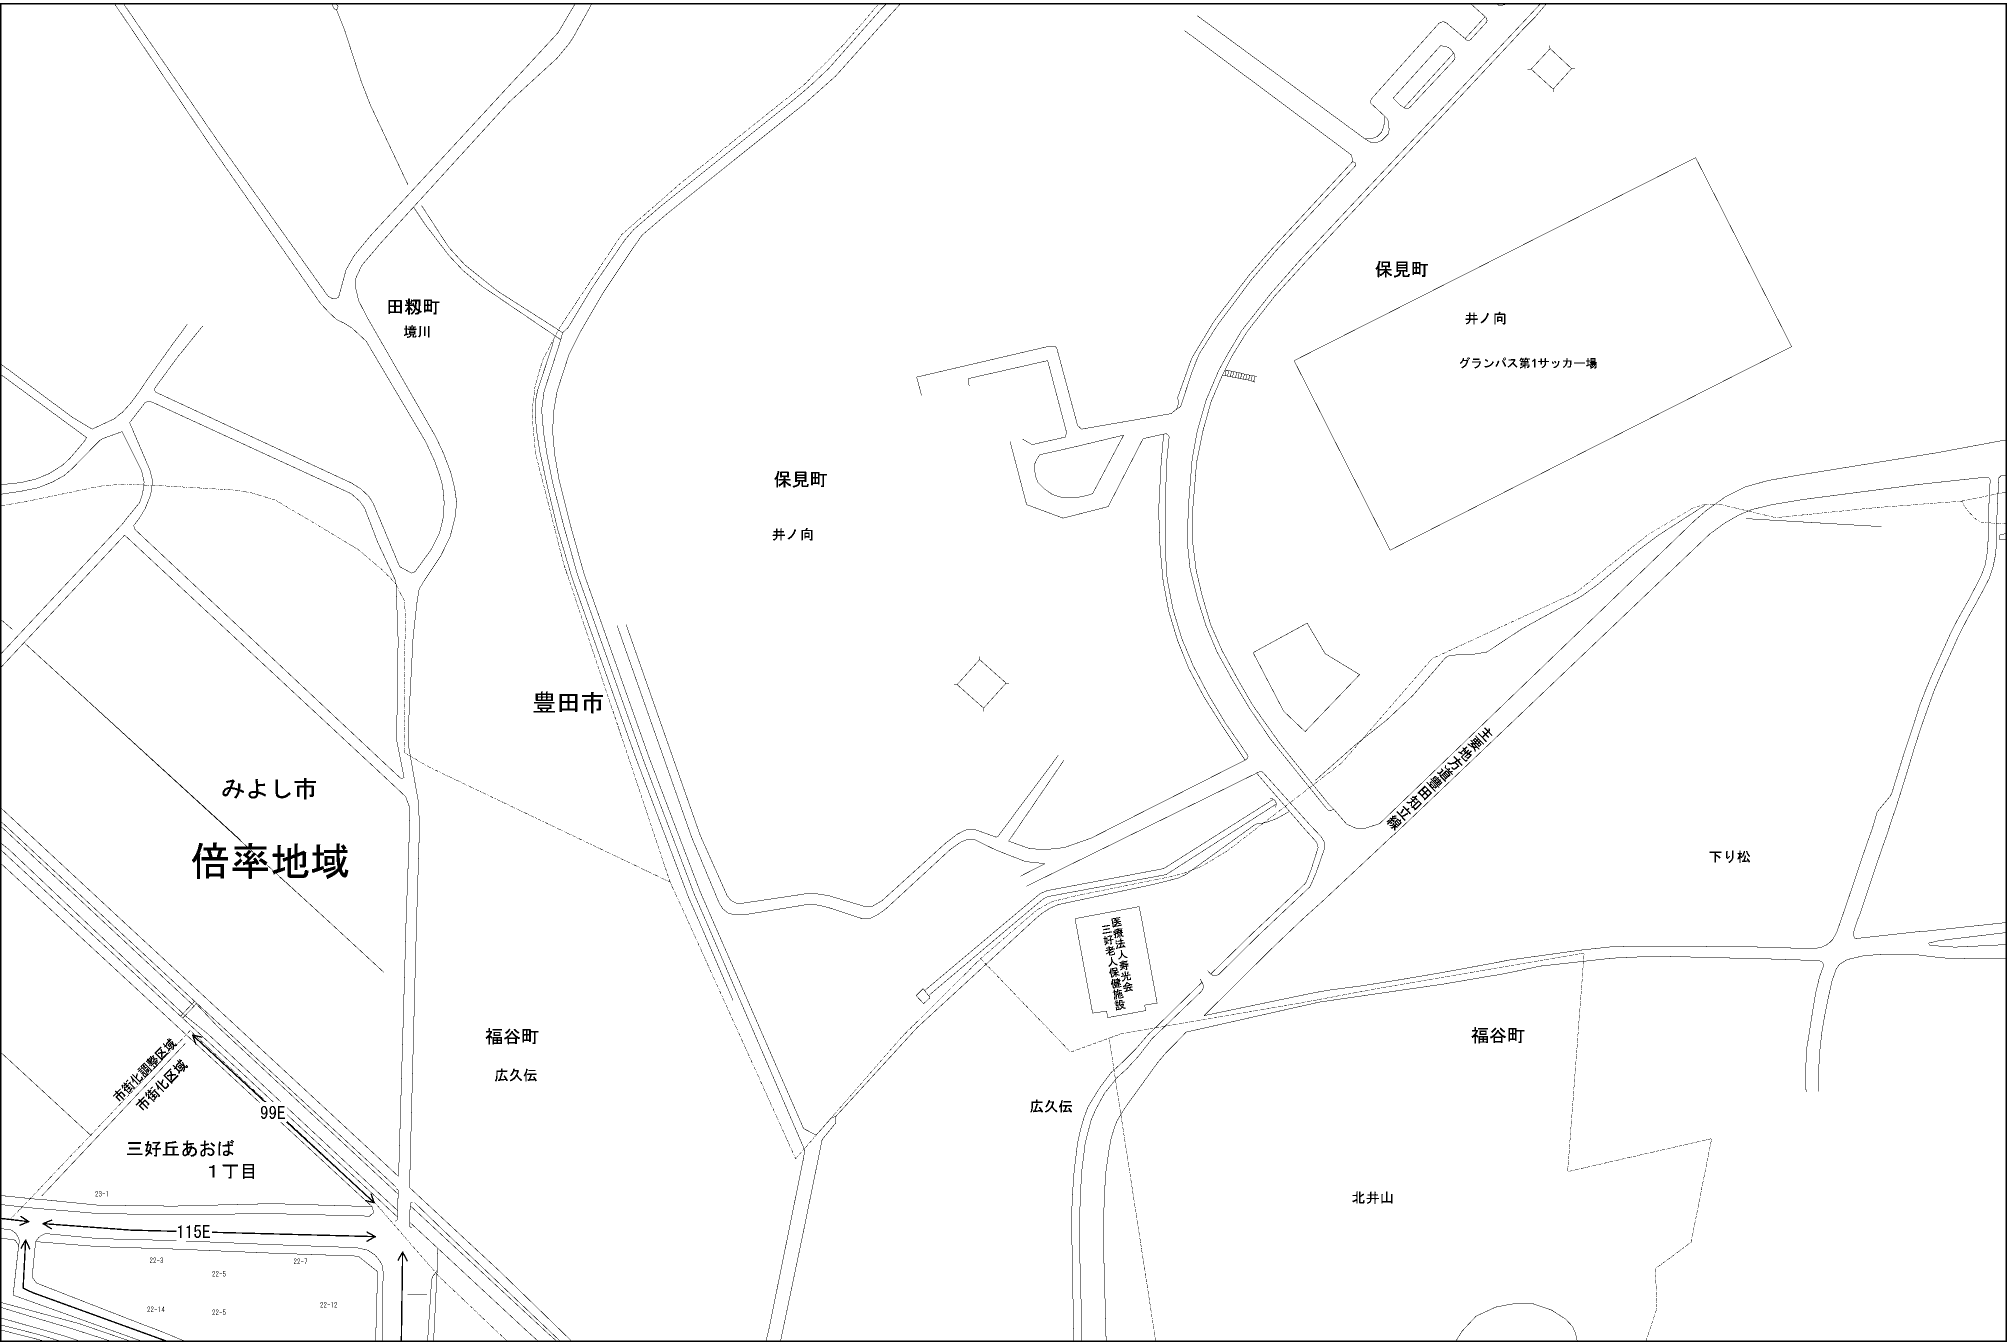 保見町
井ノ向
グランパス第1サッカー場
田籾町
境川
保見町
井ノ向
豊田市
主要地方道豊田知立線
みよし市
倍率地域
下り松
医療法人寿光会
三好老人保健施設
福谷町
広久伝
福谷町
市街化調整区域
市街化区域
99E
広久伝
三好丘あおば
１丁目
23-1
北井山
115E
22-3
22-5
22-7
22-14
22-5
22-12